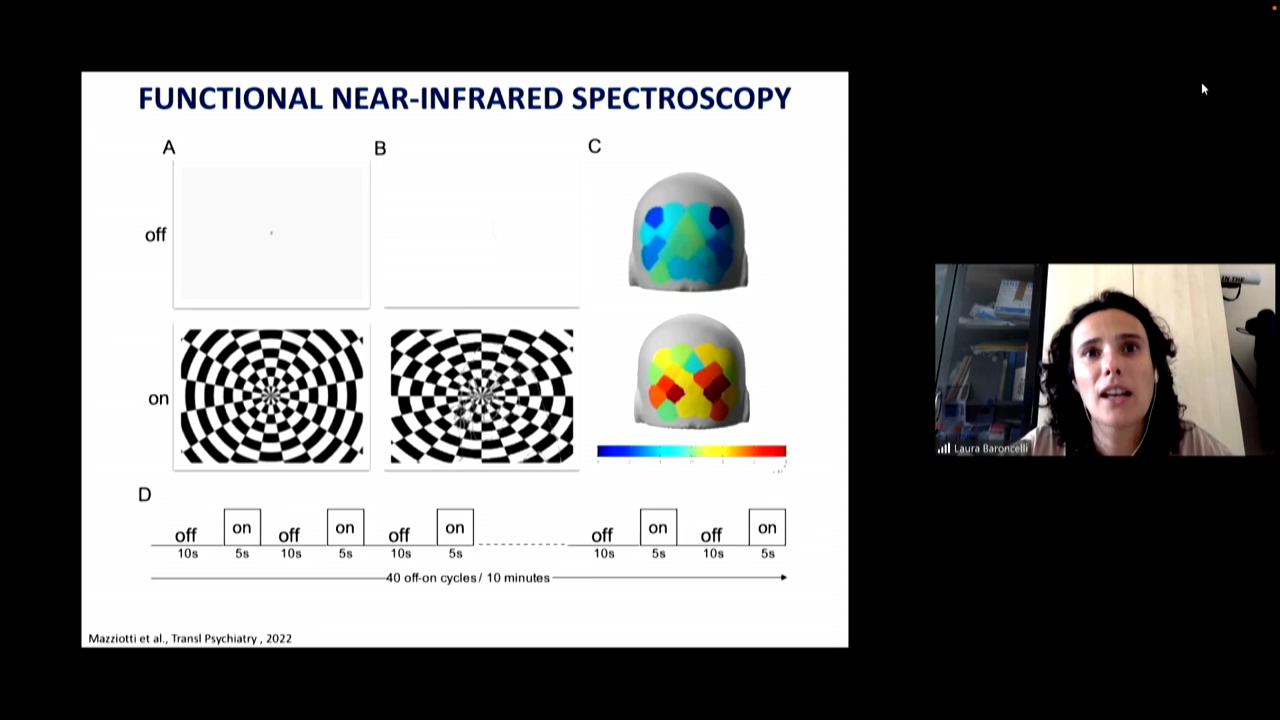 FUNCTIONAL NEAR-INFRARED SPECTROSCOPY
A
B
C
off
on
D
off on off on off on off on off on
10s 5s 10s 5s 10s 5s 10s 5s 10s 5s
40 off-on cycles / 10 minutes
Mazziotti et al., Transl Psychiatry , 2022
IN THE
Laura Baroncelli